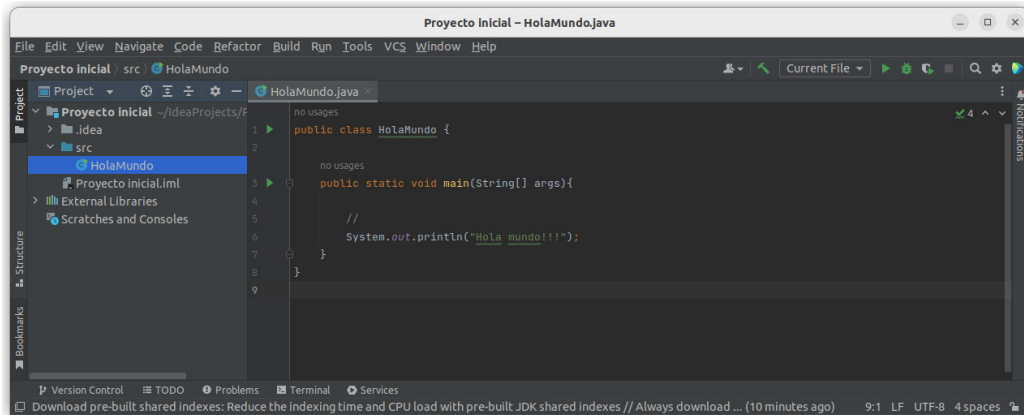 Proyecto inicial – HolaMundo.java
File Edit View Navigate Code Refactor Build Run Tools VCS Window Help
Proyecto inicial src HolaMundo Current File
Project Project HolaMundo.java
Proyecto inicial ~/IdeaProjects/P
.idea
src
HolaMundo
Proyecto inicial.iml
External Libraries
Scratches and Consoles
Structure
Bookmarks
no usages
1 public class HolaMundo {
2
no usages
3 public static void main(String[] args){
4
5 //
6 System.out.println("Hola mundo!!!");
7 }
8 }
9
4
Notifications
Version Control TODO Problems Terminal Services
Download pre-built shared indexes: Reduce the indexing time and CPU load with pre-built JDK shared indexes // Always download ... (10 minutes ago) 9:1 LF UTF-8 4 spaces